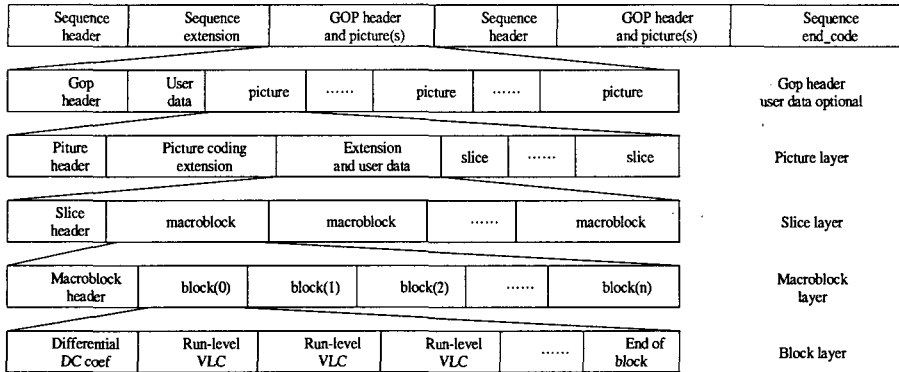 Sequence header
Sequence extension
GOP header and picture(s)
Sequence header
GOP header and picture(s)
Sequence end_code
Gop header
User data
picture
······
picture
······
picture
Gop header user data optional
Piture header
Picture coding extension
Extension and user data
slice
······
slice
Picture layer
Slice header
macroblock
macroblock
······
macroblock
Slice layer
Macroblock header
block(0)
block(1)
block(2)
······
block(n)
Macroblock layer
Differential DC coef
Run-level VLC
Run-level VLC
Run-level VLC
······
End of block
Block layer